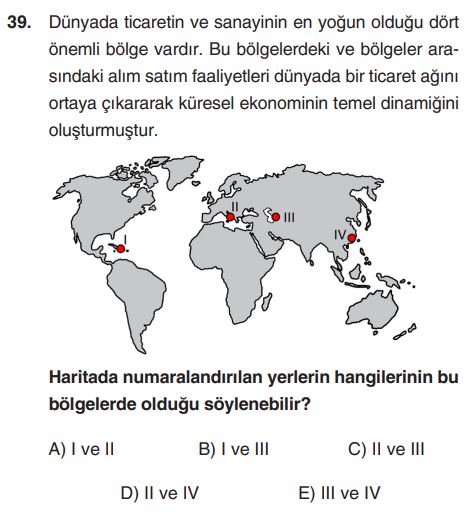 39. Dünyada ticaretin ve sanayinin en yoğun olduğu dört
önemli bölge vardır. Bu bölgelerdeki ve bölgeler ara-
sındaki alım satım faaliyetleri dünyada bir ticaret ağını
ortaya çıkararak küresel ekonominin temel dinamiğini
oluşturmuştur.
II
III
IV
I
Haritada numaralandırılan yerlerin hangilerinin bu
bölgelerde olduğu söylenebilir?
A) I ve II B) I ve III C) II ve III
D) II ve IV E) III ve IV